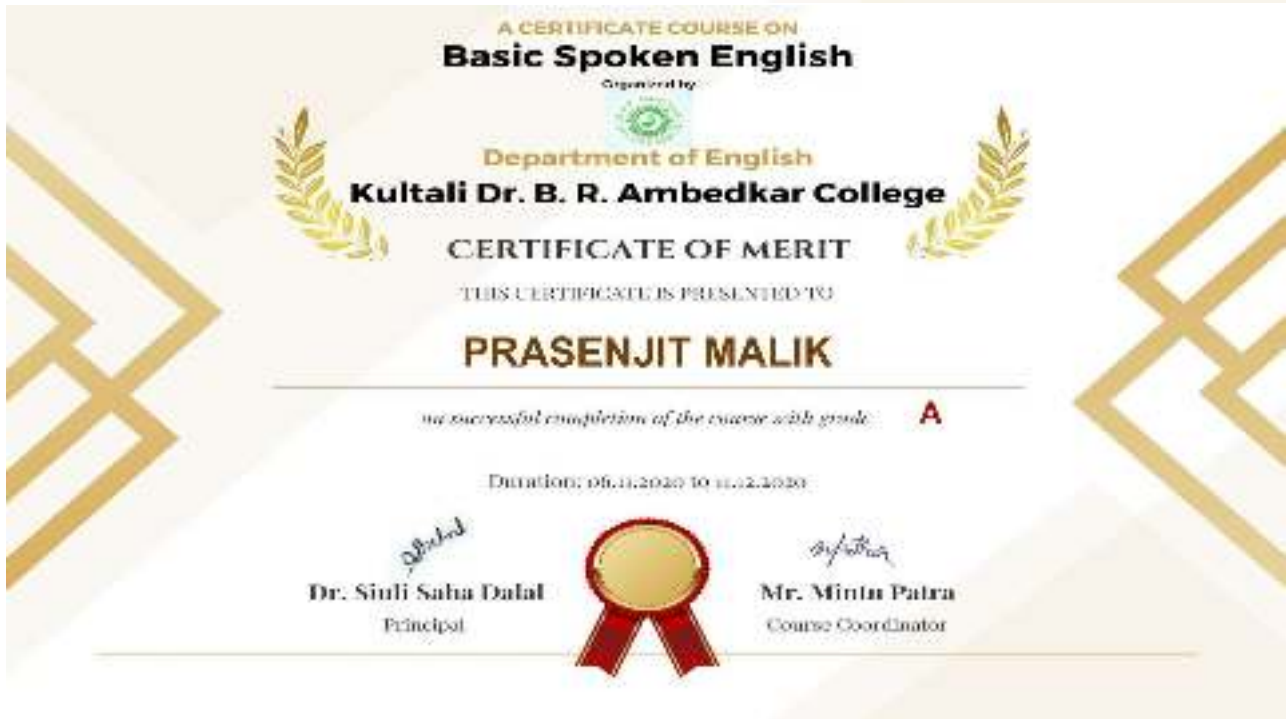 A CERTIFICATE COURSE ON
Basic Spoken English
Organized by
Department of English
Kultali Dr. B. R. Ambedkar College
CERTIFICATE OF MERIT
THIS CERTIFICATE IS PRESENTED TO
PRASENJIT MALIK
on successful completion of the course with grade A
Duration: 06.11.2020 to 11.12.2020
Dr. Siuli Saha Dalal Mr. Mintu Patra
Principal Course Coordinator